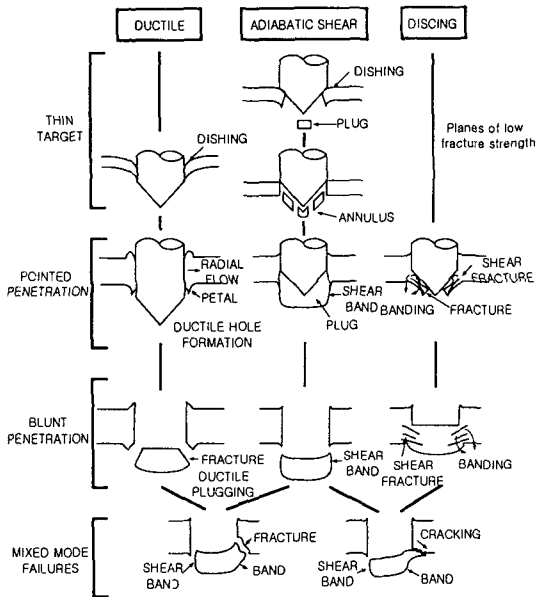 DUCTILE
ADIABATIC SHEAR
DISCING
THIN
TARGET
DISHING
DISHING
PLUG
ANNULUS
Planes of low
fracture strength
POINTED
PENETRATION
RADIAL
FLOW
PETAL
DUCTILE HOLE
FORMATION
SHEAR
BAND
PLUG
SHEAR
FRACTURE
BANDING
FRACTURE
BLUNT
PENETRATION
FRACTURE
DUCTILE
PLUGGING
SHEAR
BAND
SHEAR
FRACTURE
BANDING
MIXED MODE
FAILURES
FRACTURE
SHEAR
BAND
BAND
CRACKING
SHEAR
BAND
BAND